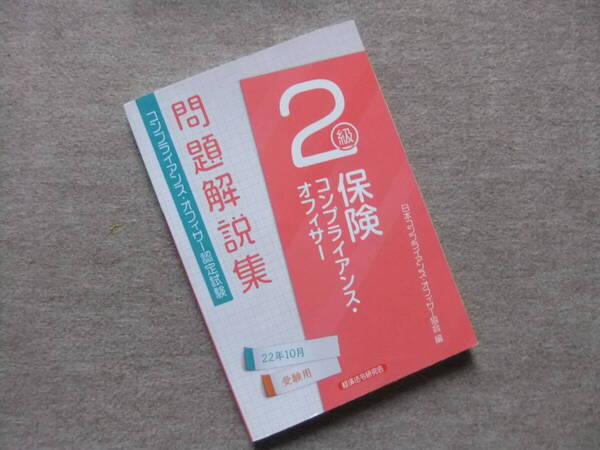 コンプライアンス・オフィサー認定試験
問題解説集
2級
保険
コンプライアンス・
オフィサー
日本コンプライアンス・オフィサー協会 編
22年10月
受験用
経済法令研究会